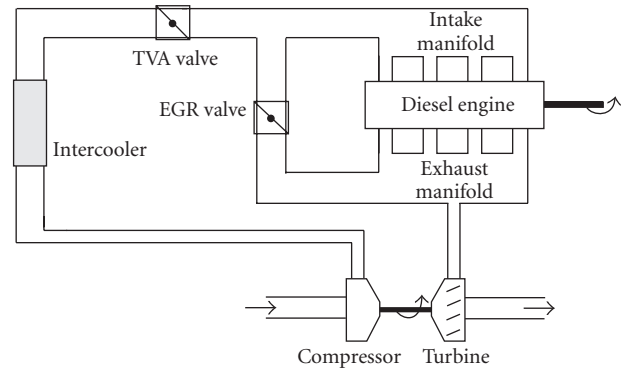 Intake
manifold
TVA valve
EGR valve
Diesel engine
Intercooler
Exhaust
manifold
Compressor
Turbine